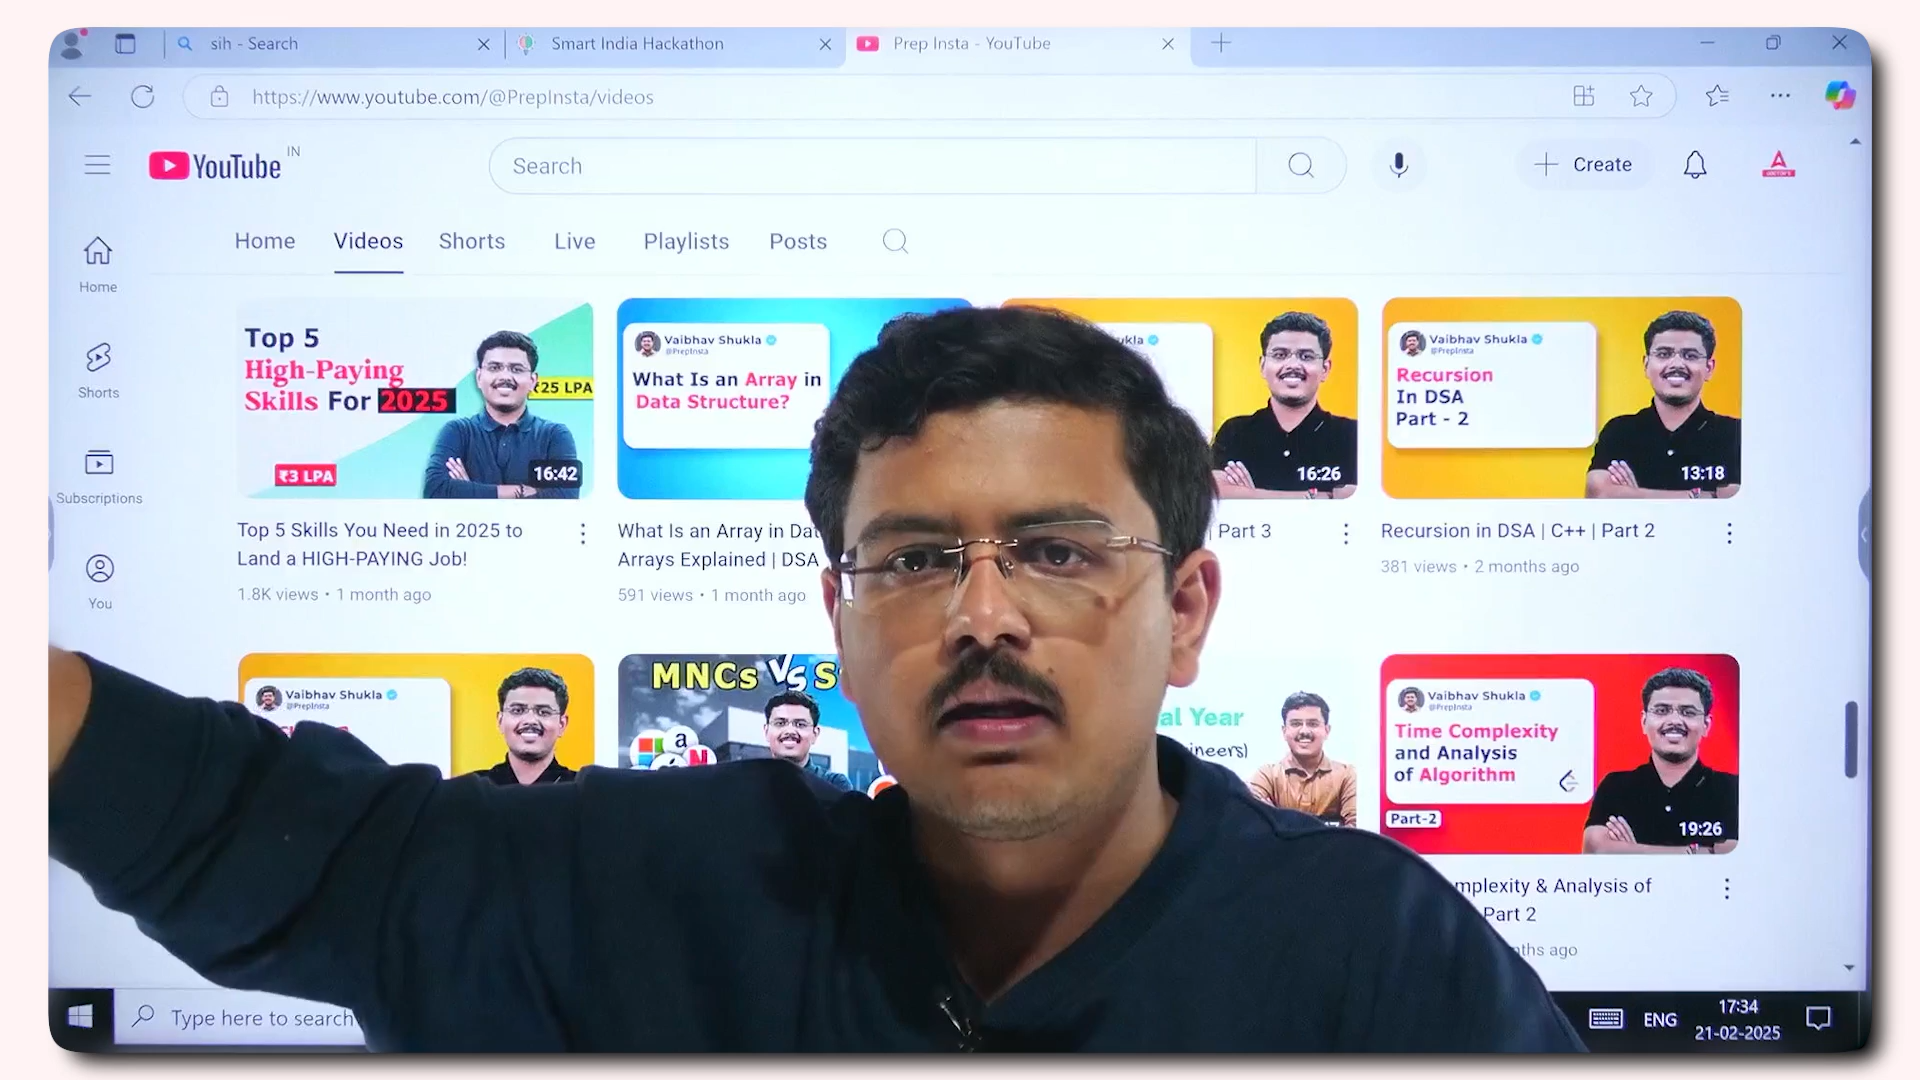 sih - Search
Smart India Hackathon
Prep Insta - YouTube
https://www.youtube.com/@PrepInsta/videos
YouTube IN
Search
Create
Home
Videos
Shorts
Live
Playlists
Posts
Home
Shorts
Subscriptions
You
Top 5
High-Paying
Skills For 2025
₹25 LPA
₹3 LPA
16:42
Top 5 Skills You Need in 2025 to
Land a HIGH-PAYING Job!
1.8K views • 1 month ago
Vaibhav Shukla
@PrepInsta
What Is an Array in
Data Structure?
What Is an Array in
Arrays Explained | DSA
591 views • 1 month ago
16:26
| Part 3
Vaibhav Shukla
@PrepInsta
Recursion
In DSA
Part - 2
13:18
Recursion in DSA | C++ | Part 2
381 views • 2 months ago
Vaibhav Shukla
@PrepInsta
MNCs Vs
Year
Vaibhav Shukla
@PrepInsta
Time Complexity
and Analysis
of Algorithm
Part-2
19:26
& Analysis of
Part 2
ago
Type here to search
ENG
17:34
21-02-2025